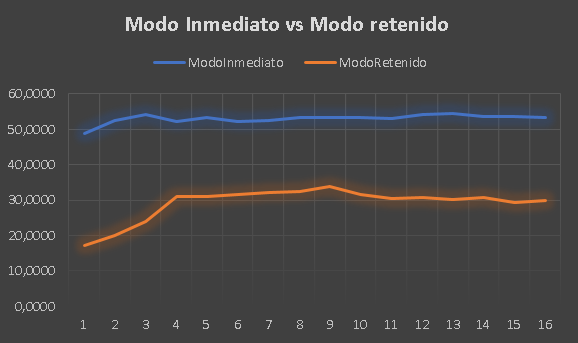 Modo Inmediato vs Modo retenido
ModoInmediato ModoRetenido
60,0000
50,0000
40,0000
30,0000
20,0000
10,0000
0,0000
1 2 3 4 5 6 7 8 9 10 11 12 13 14 15 16